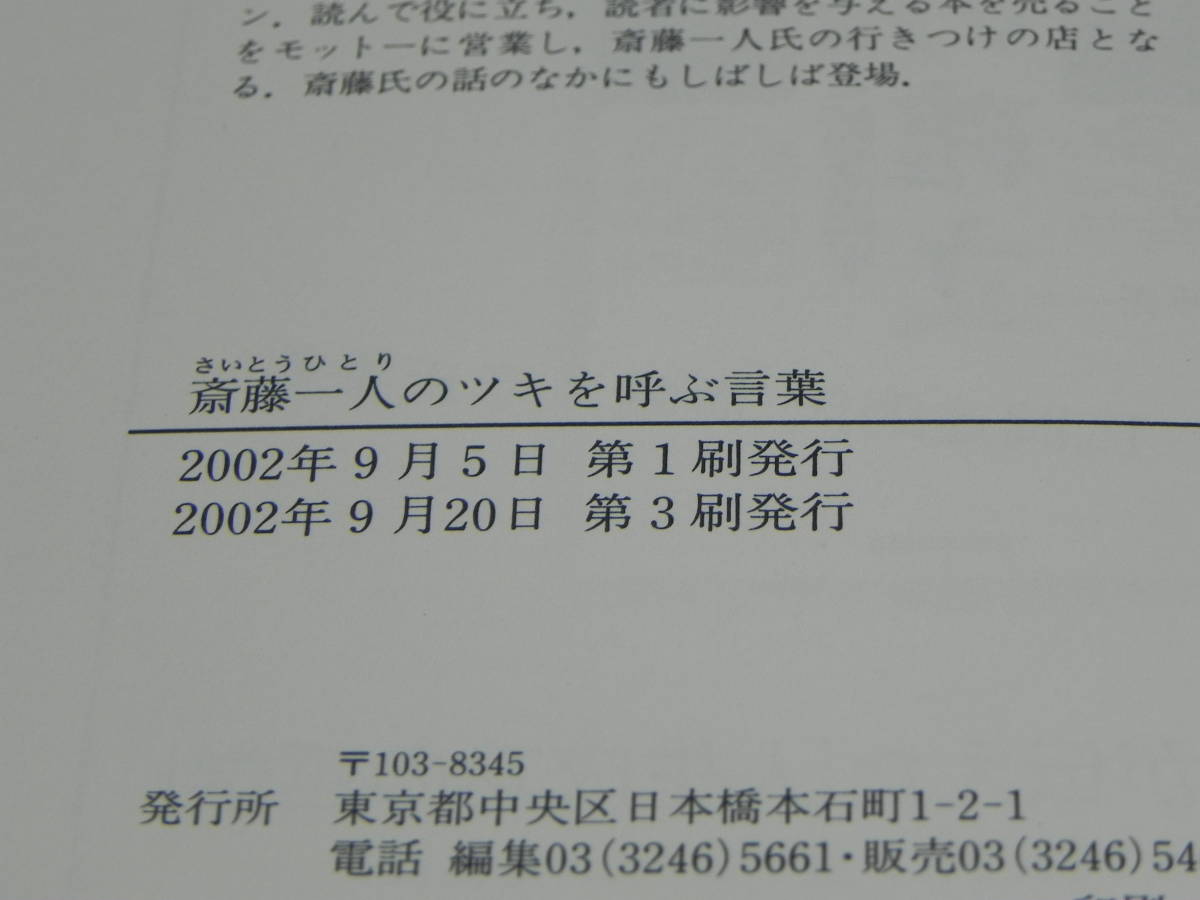 ン．読んで役に立ち，読者に影響を与える本を売ること
をモットーに営業し，斎藤一人氏の行きつけの店とな
る．斎藤氏の話のなかにもしばしば登場．
さいとうひとり
斎藤一人のツキを呼ぶ言葉
2002年9月5日 第1刷発行
2002年9月20日 第3刷発行
〒103-8345
発行所 東京都中央区日本橋本石町1-2-1
電話 編集03(3246)5661・販売03(3246)54